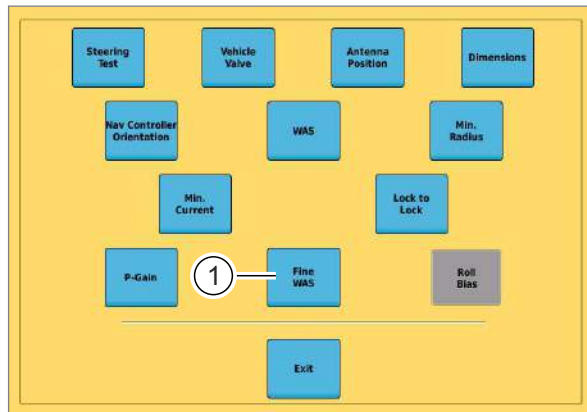 Steering
Test
Vehicle
Valve
Antenna
Position
Dimensions
Nav Controller
Orientation
WAS
Min.
Radius
Min.
Current
Lock to
Lock
P-Gain
1
Fine
WAS
Roll
Bias
Exit